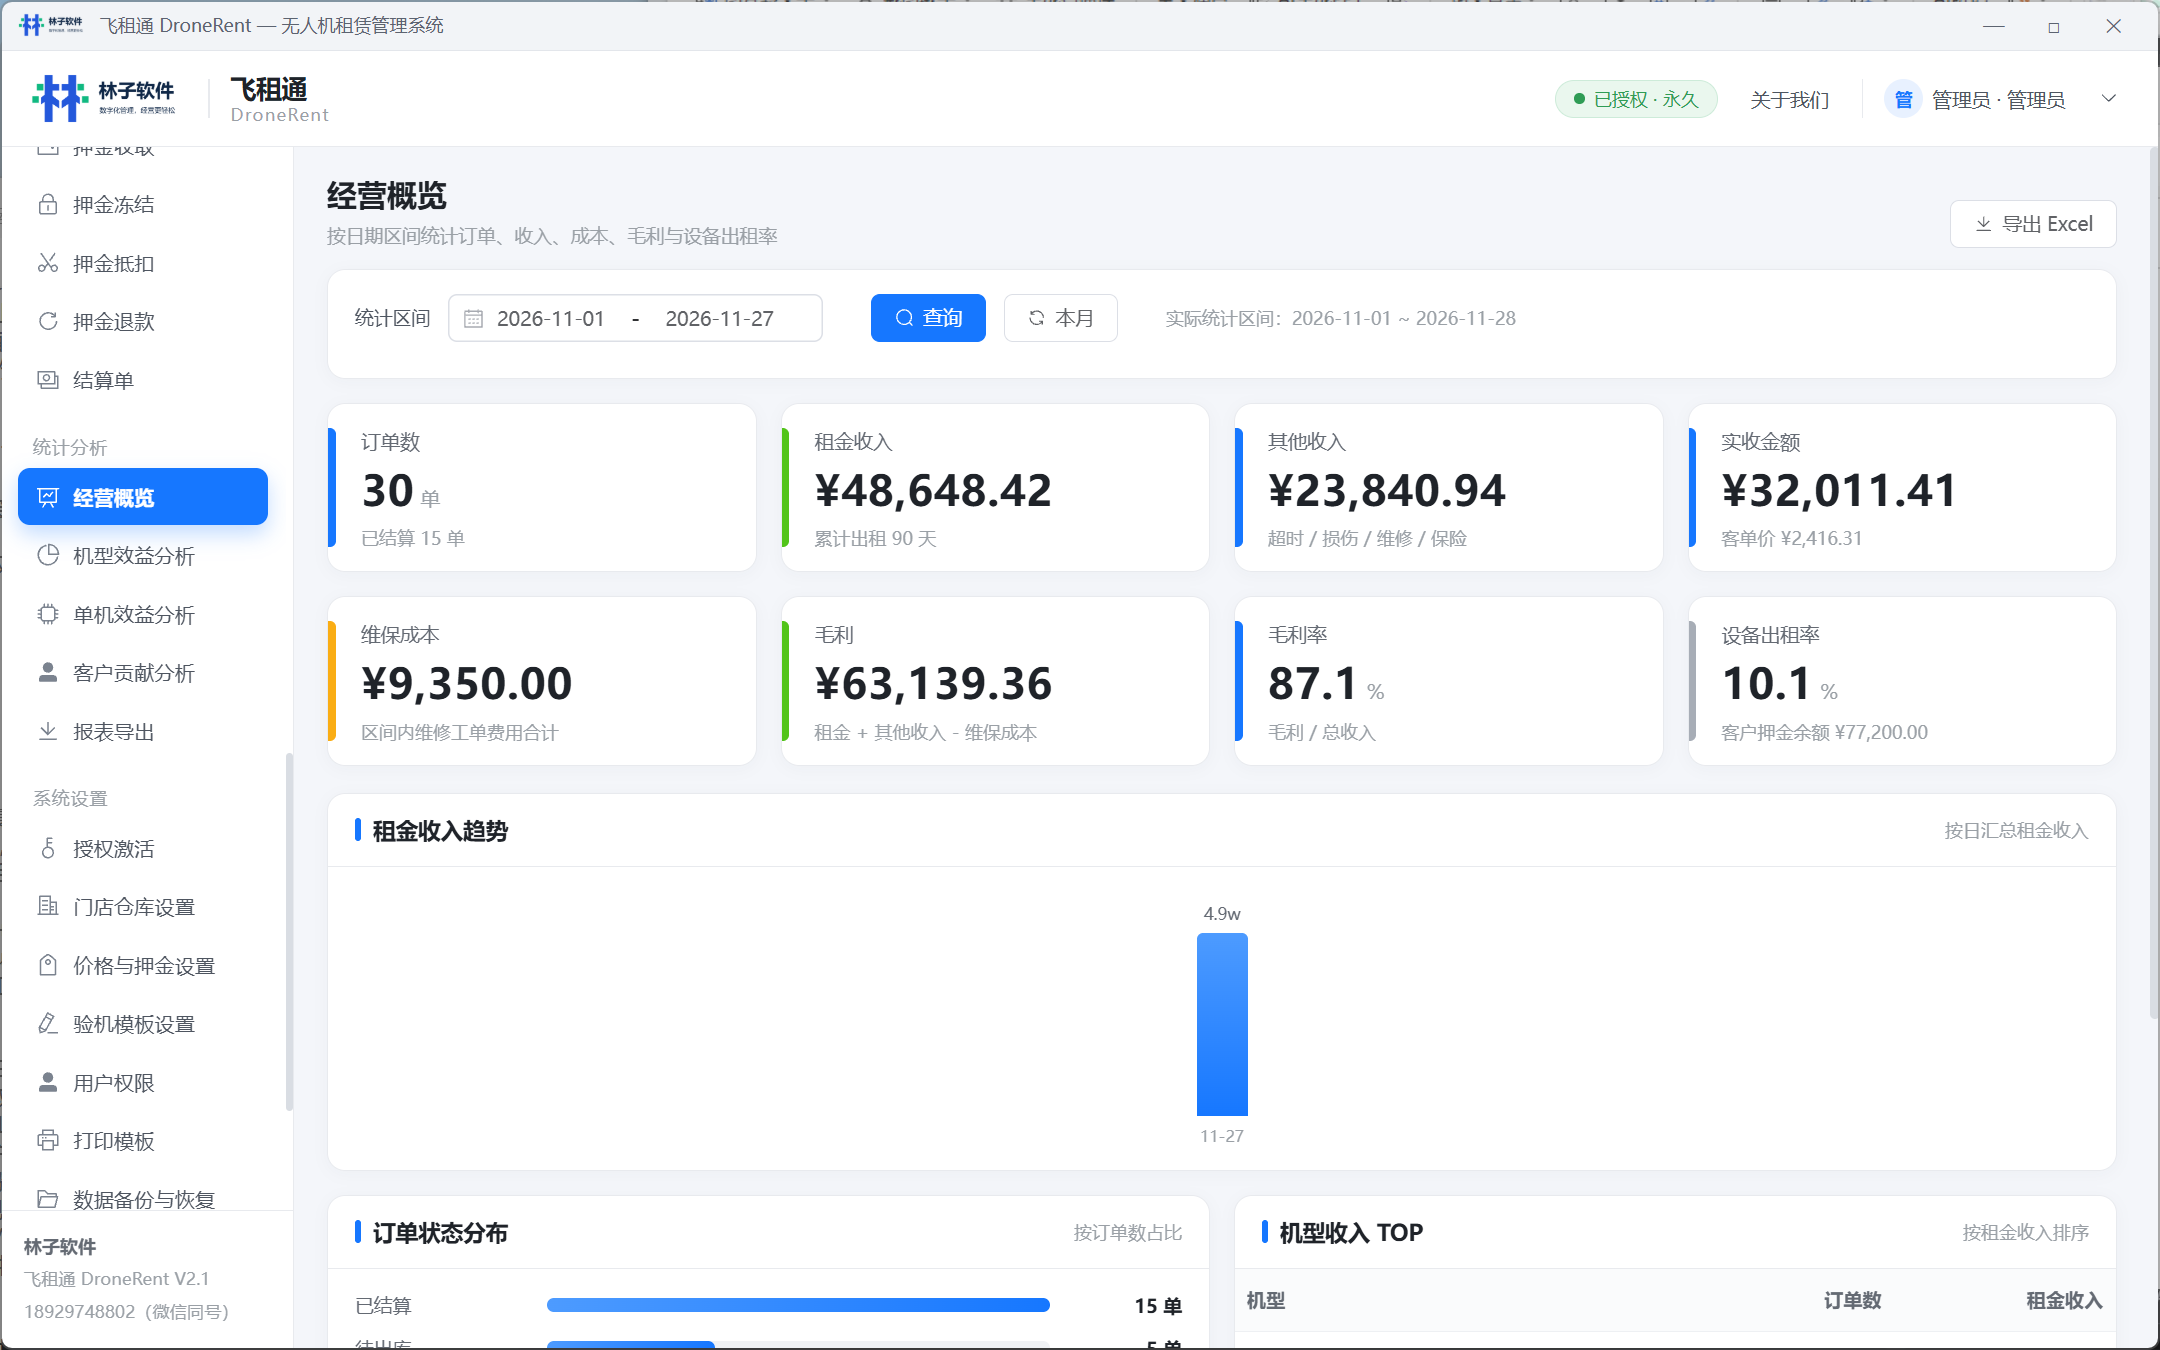 林子软件 飞租通 DroneRent — 无人机租赁管理系统
林子软件
数字化管理，经营更轻松
飞租通
DroneRent
已授权 · 永久
关于我们
管
管理员 · 管理员
押金收取
押金冻结
押金抵扣
押金退款
结算单
统计分析
经营概览
机型效益分析
单机效益分析
客户贡献分析
报表导出
系统设置
授权激活
门店仓库设置
价格与押金设置
验机模板设置
用户权限
打印模板
数据备份与恢复
林子软件
飞租通 DroneRent V2.1
18929748802（微信同号）
经营概览
按日期区间统计订单、收入、成本、毛利与设备出租率
导出 Excel
统计区间 2026-11-01 - 2026-11-27 查询 本月 实际统计区间：2026-11-01 ~ 2026-11-28
订单数
30 单
已结算 15 单
租金收入
¥48,648.42
累计出租 90 天
其他收入
¥23,840.94
超时 / 损伤 / 维修 / 保险
实收金额
¥32,011.41
客单价 ¥2,416.31
维保成本
¥9,350.00
区间内维修工单费用合计
毛利
¥63,139.36
租金 + 其他收入 - 维保成本
毛利率
87.1 %
毛利 / 总收入
设备出租率
10.1 %
客户押金余额 ¥77,200.00
租金收入趋势
按日汇总租金收入
4.9w
11-27
订单状态分布
按订单数占比
已结算 15 单
待出库 5 单
机型收入 TOP
按租金收入排序
机型 订单数 租金收入